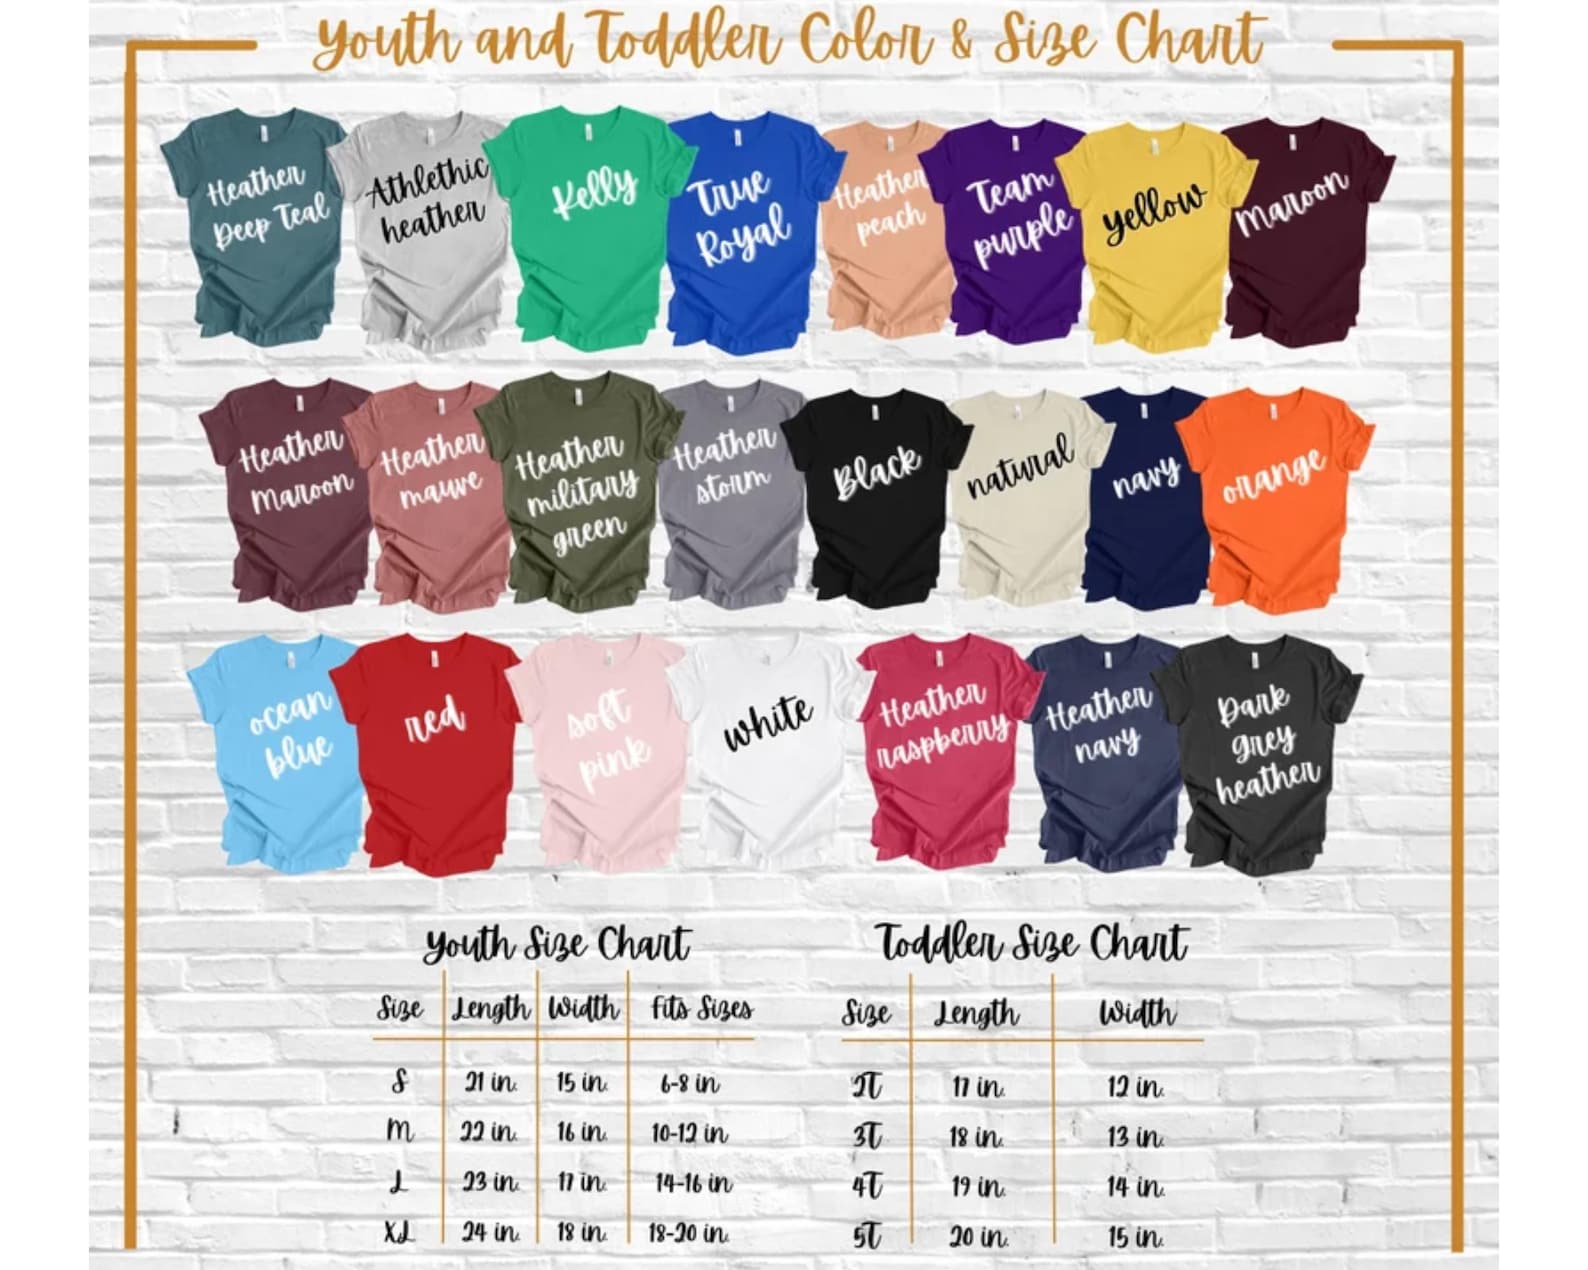 Youth and Toddler Color & Size Chart
Heather
Deep Teal
Athlethic
heather
Kelly
True
Royal
Heather
peach
Team
purple
yellow
Maroon
Heather
Maroon
Heather
mauve
Heather
military
green
Heather
storm
Black
natural
navy
orange
ocean
blue
red
soft
pink
white
Heather
raspberry
Heather
navy
Dark
grey
heather
Youth Size Chart
Size Length Width Fits Sizes
S 21 in. 15 in. 6-8 in
M 22 in. 16 in. 10-12 in
L 23 in. 17 in. 14-16 in
XL 24 in. 18 in. 18-20 in.
Toddler Size Chart
Size Length Width
2T 17 in. 12 in.
3T 18 in. 13 in.
4T 19 in. 14 in.
5T 20 in. 15 in.